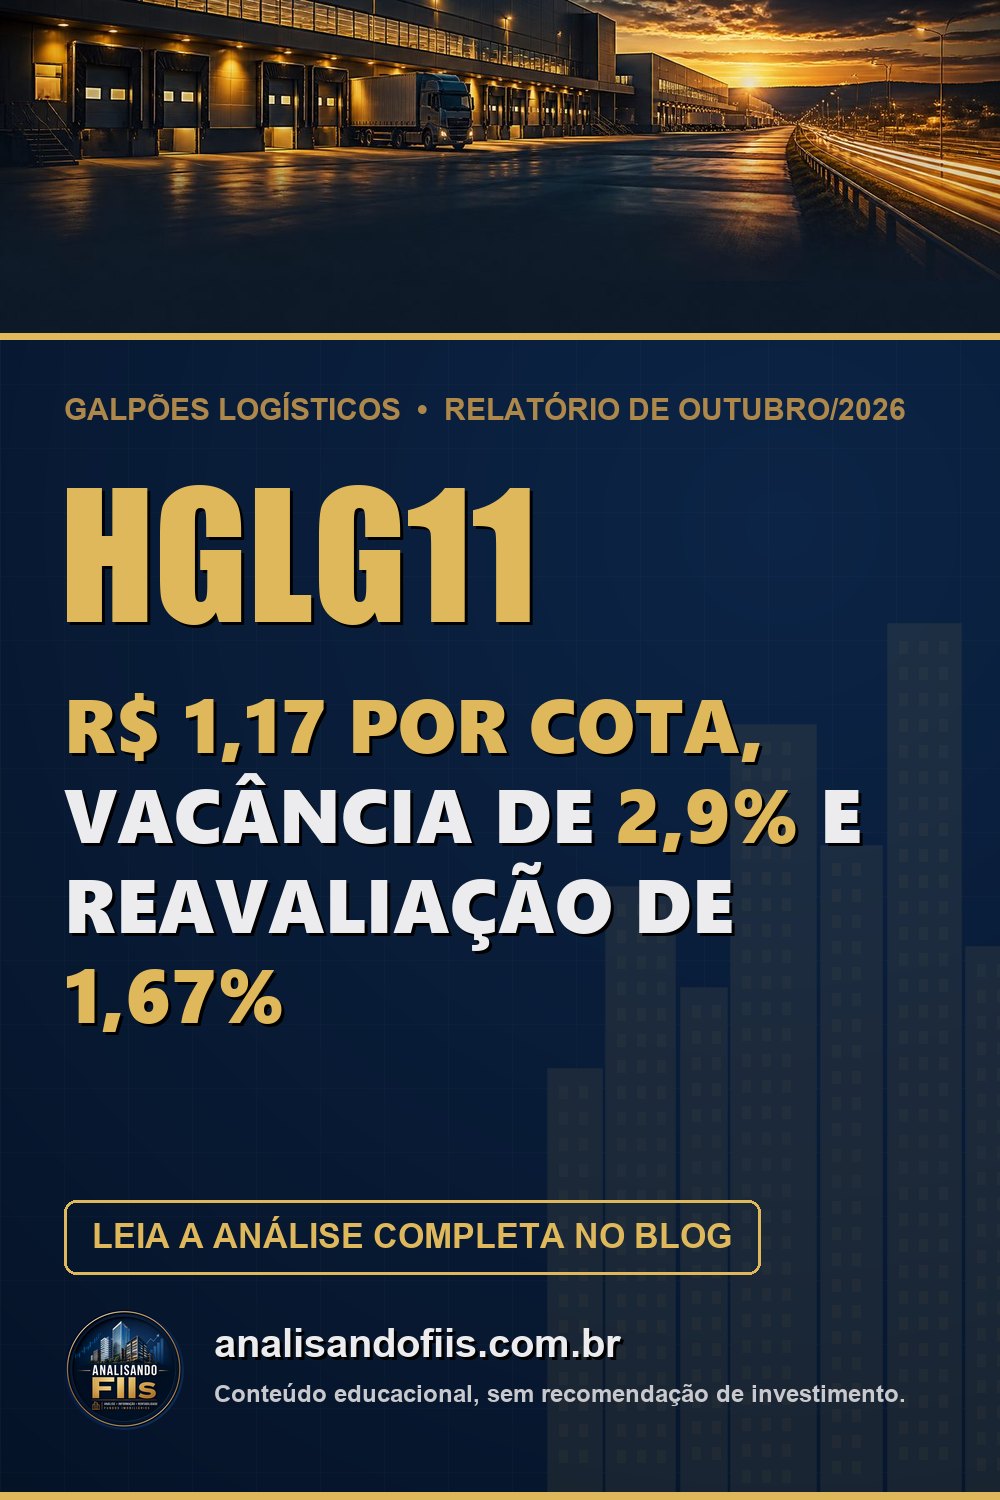 GALPÕES LOGÍSTICOS • RELATÓRIO DE OUTUBRO/2026
HGLG11
R$ 1,17 POR COTA,
VACÂNCIA DE 2,9% E
REAVALIAÇÃO DE
1,67%
LEIA A ANÁLISE COMPLETA NO BLOG
analisandofiis.com.br
Conteúdo educacional, sem recomendação de investimento.
ANALISANDO
FIIs